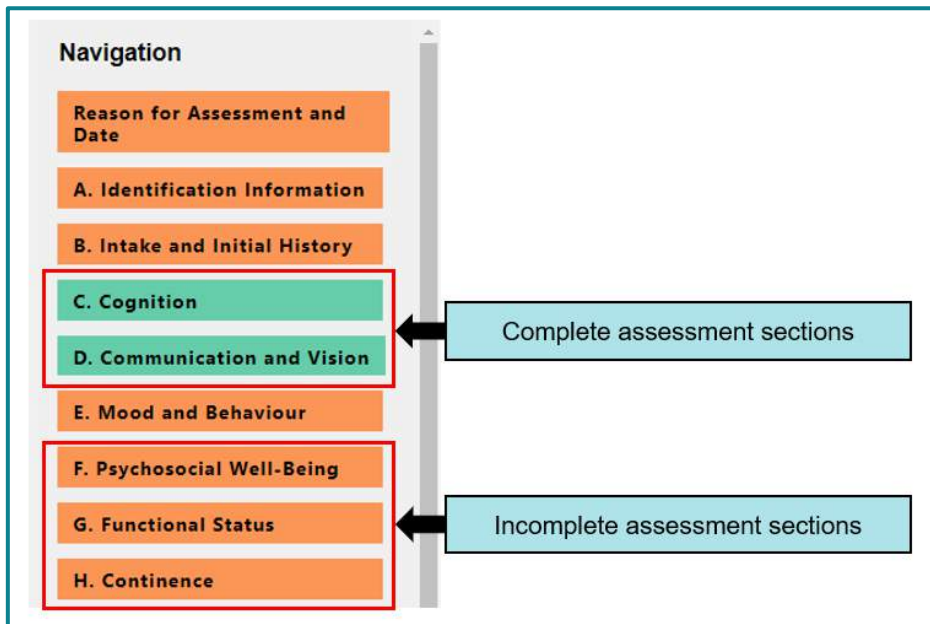 Navigation
Reason for Assessment and
Date
A. Identification Information
B. Intake and Initial History
C. Cognition
D. Communication and Vision
Complete assessment sections
E. Mood and Behaviour
F. Psychosocial Well-Being
G. Functional Status
Incomplete assessment sections
H. Continence